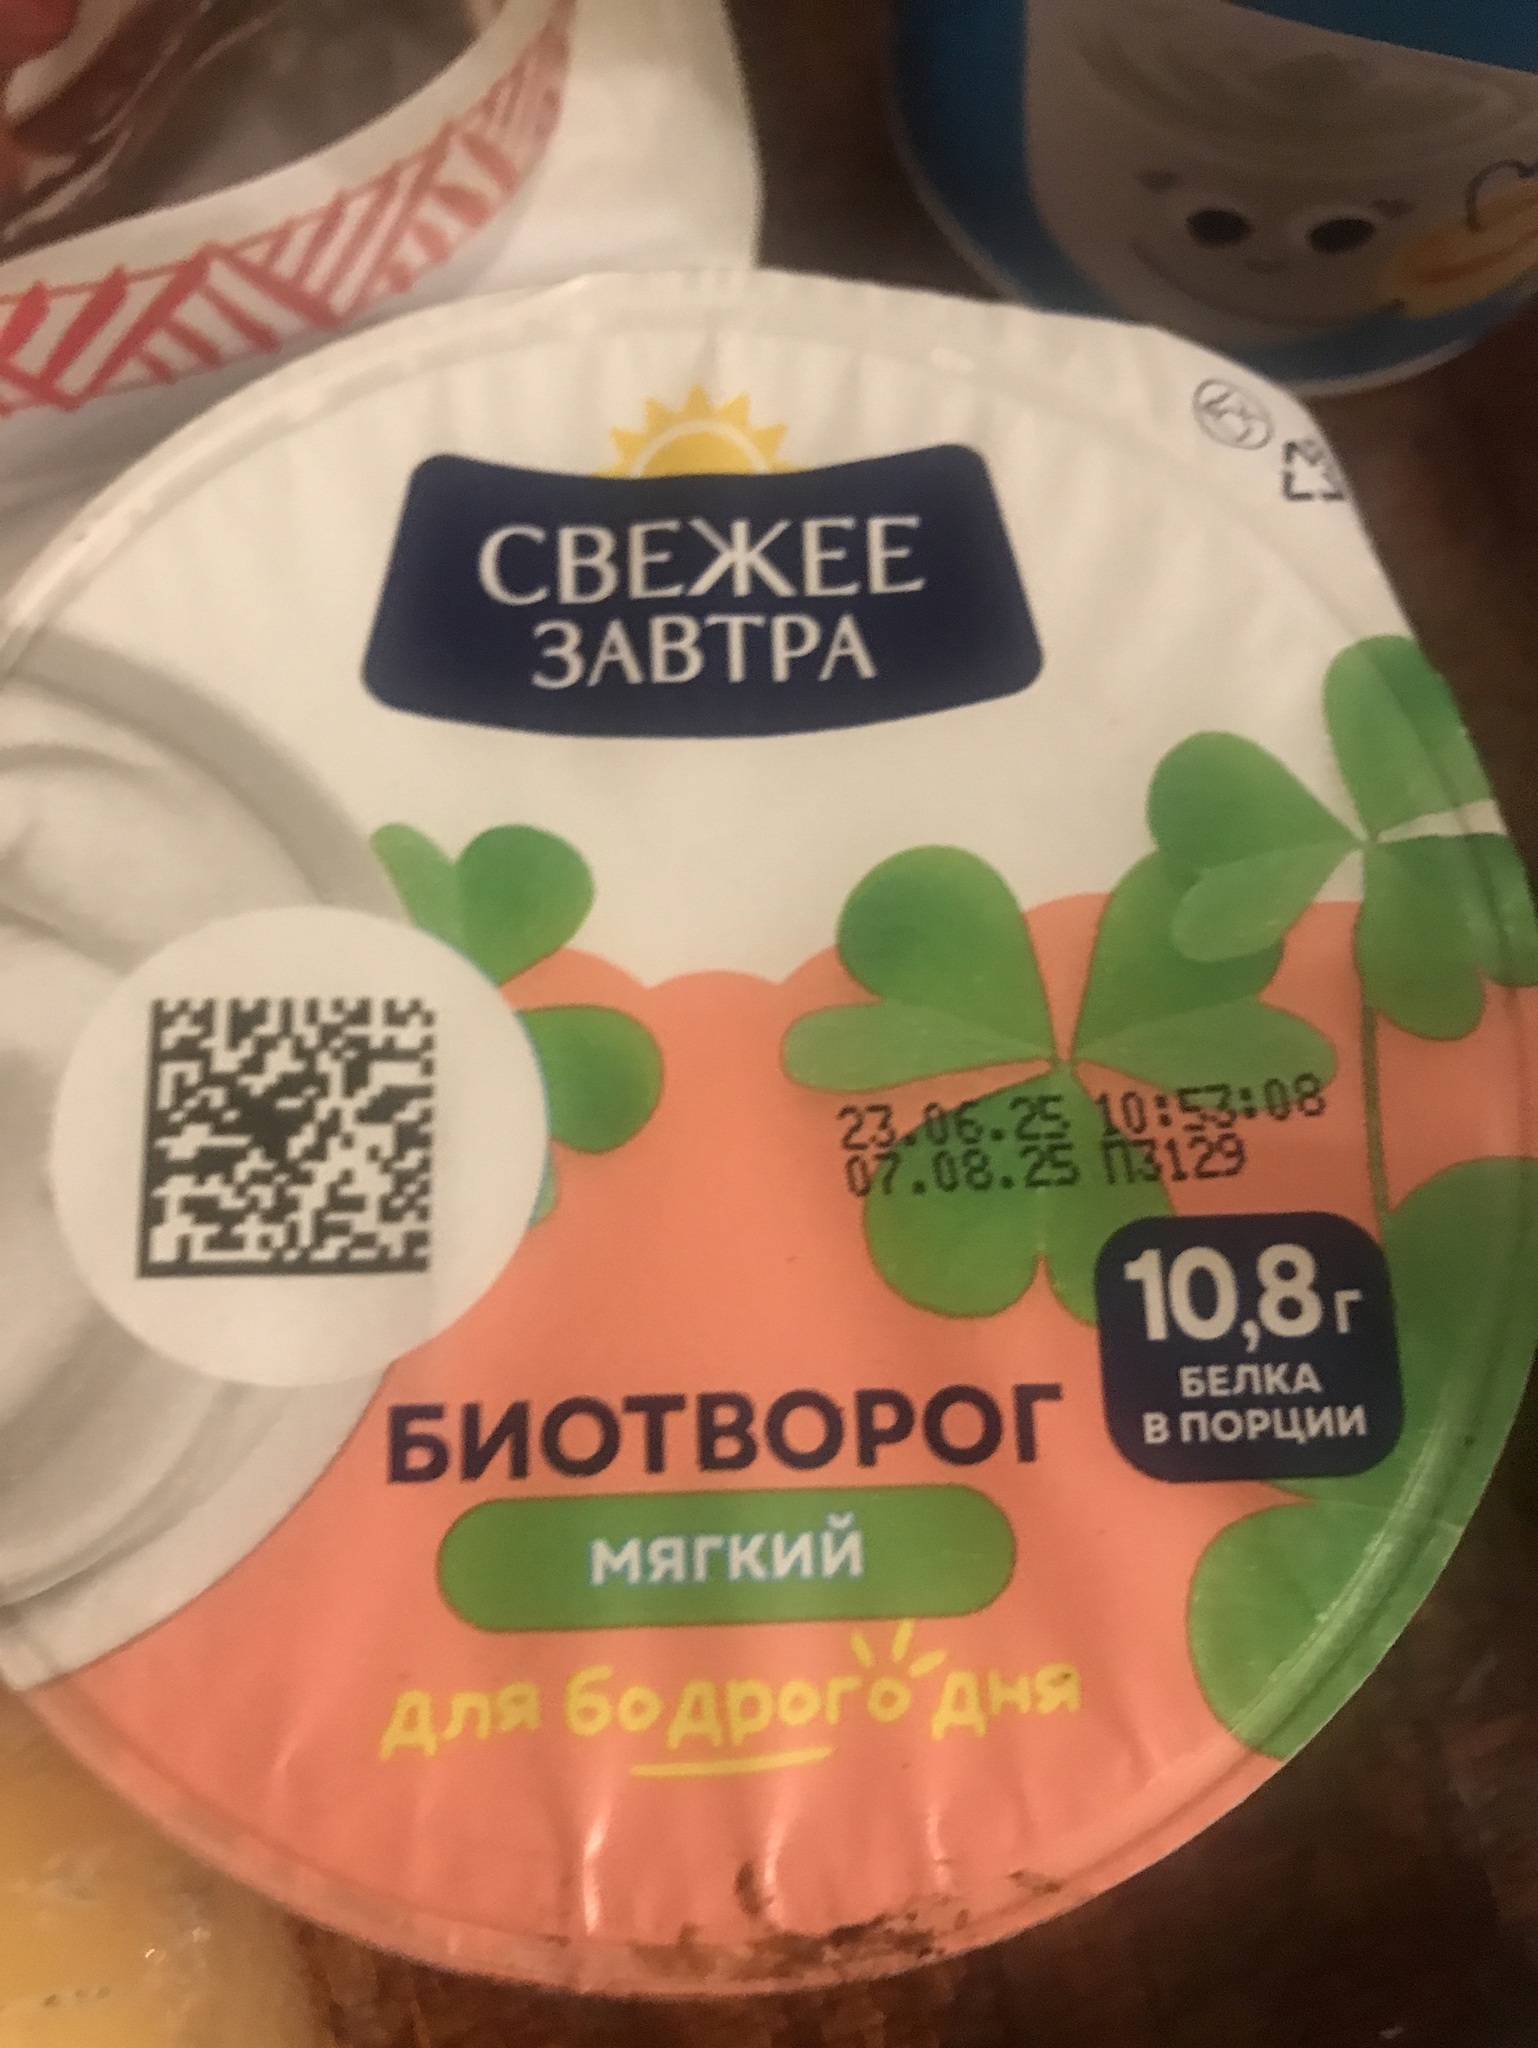 СВЕЖЕЕ
ЗАВТРА
23.06.25 10:53:08
07.08.25 П3129
10,8 г
БЕЛКА
В ПОРЦИИ
БИОТВОРОГ
МЯГКИЙ
для бодрого дня